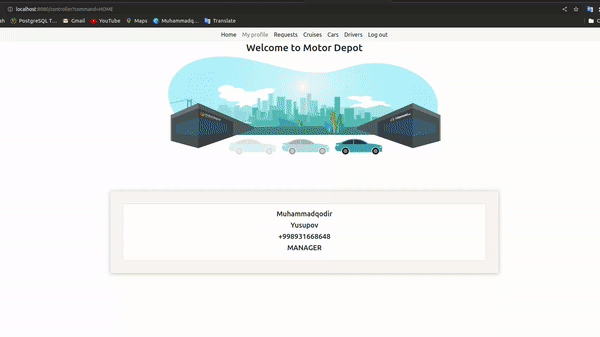 localhost:8080/controller?command=HOME
PostgreSQL T...
Gmail
YouTube
Maps
Muhammadq...
Translate
Home My profile Requests Cruises Cars Drivers Log out
Welcome to Motor Depot
Muhammadqodir
Yusupov
+998931668648
MANAGER